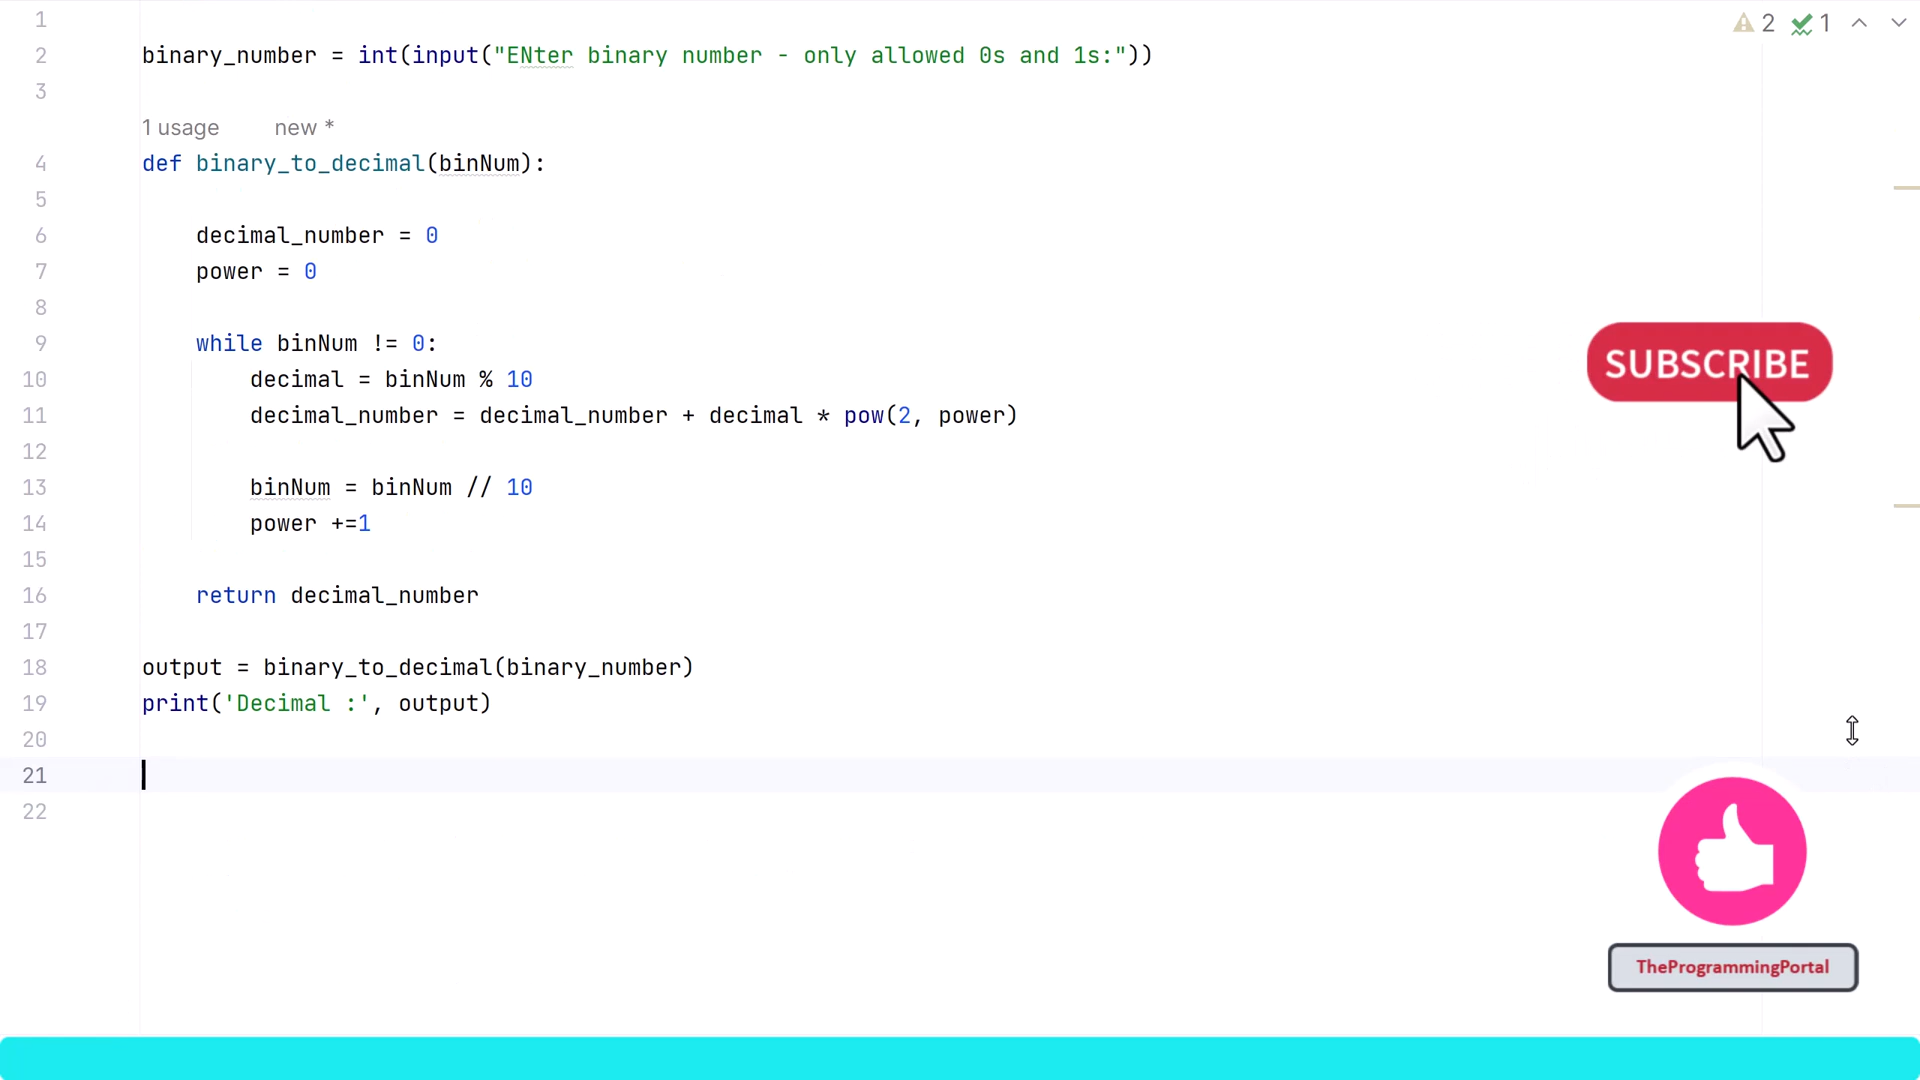 1
2 binary_number = int(input("ENter binary number - only allowed 0s and 1s:"))
3
1 usage new *
4 def binary_to_decimal(binNum):
5
6 decimal_number = 0
7 power = 0
8
9 while binNum != 0:
10 decimal = binNum % 10
11 decimal_number = decimal_number + decimal * pow(2, power)
12
13 binNum = binNum // 10
14 power +=1
15
16 return decimal_number
17
18 output = binary_to_decimal(binary_number)
19 print('Decimal :', output)
20
21
22
2 1
SUBSCRIBE
TheProgrammingPortal